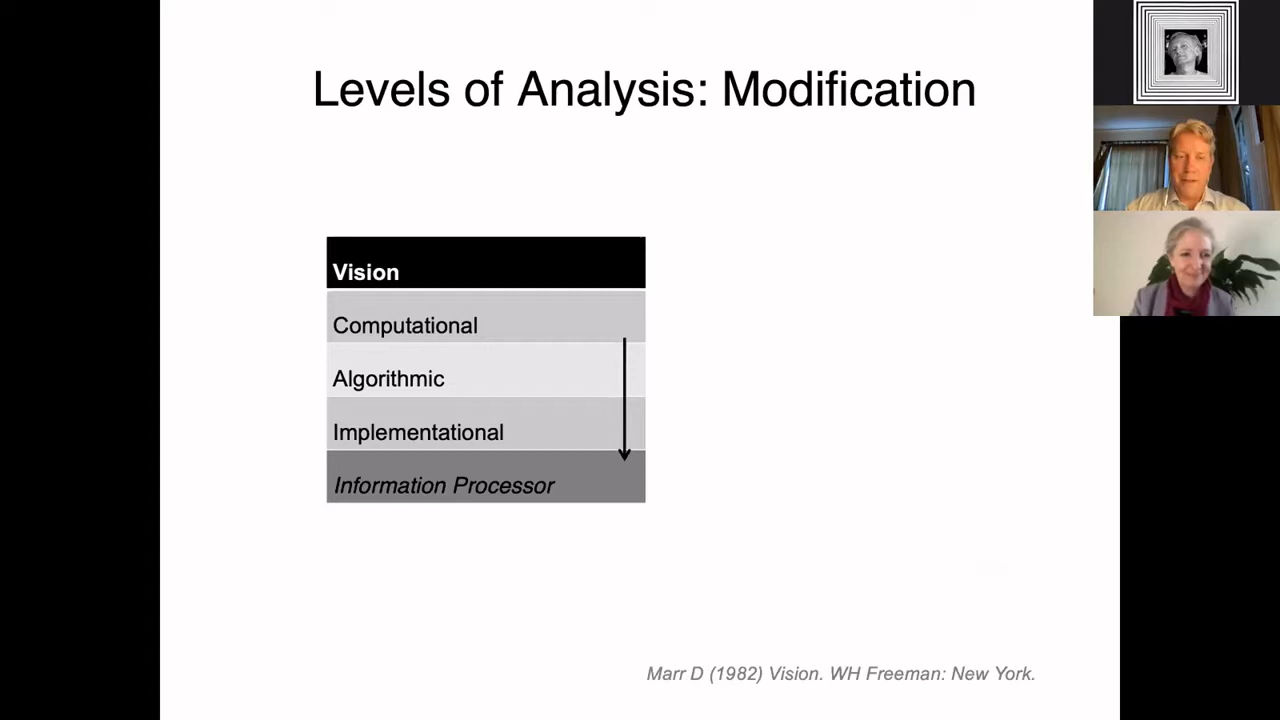 Levels of Analysis: Modification
Vision
Computational
Algorithmic
Implementational
Information Processor
Marr D (1982) Vision. WH Freeman: New York.